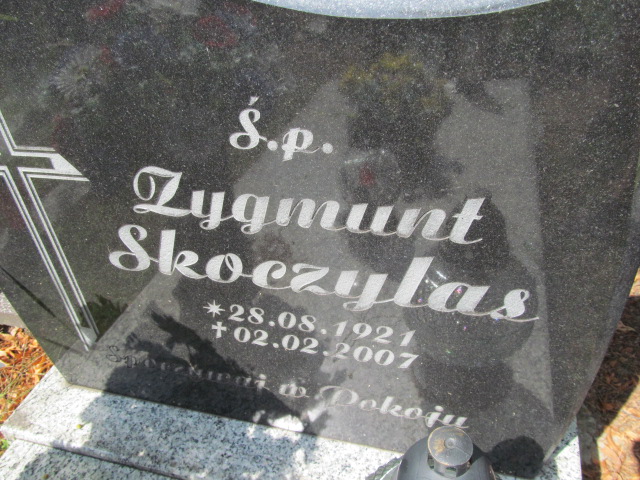 Ś.p.
Zygmunt
Skoczylas
*28.08.1921
†02.02.2007
Spoczywaj w Pokoju